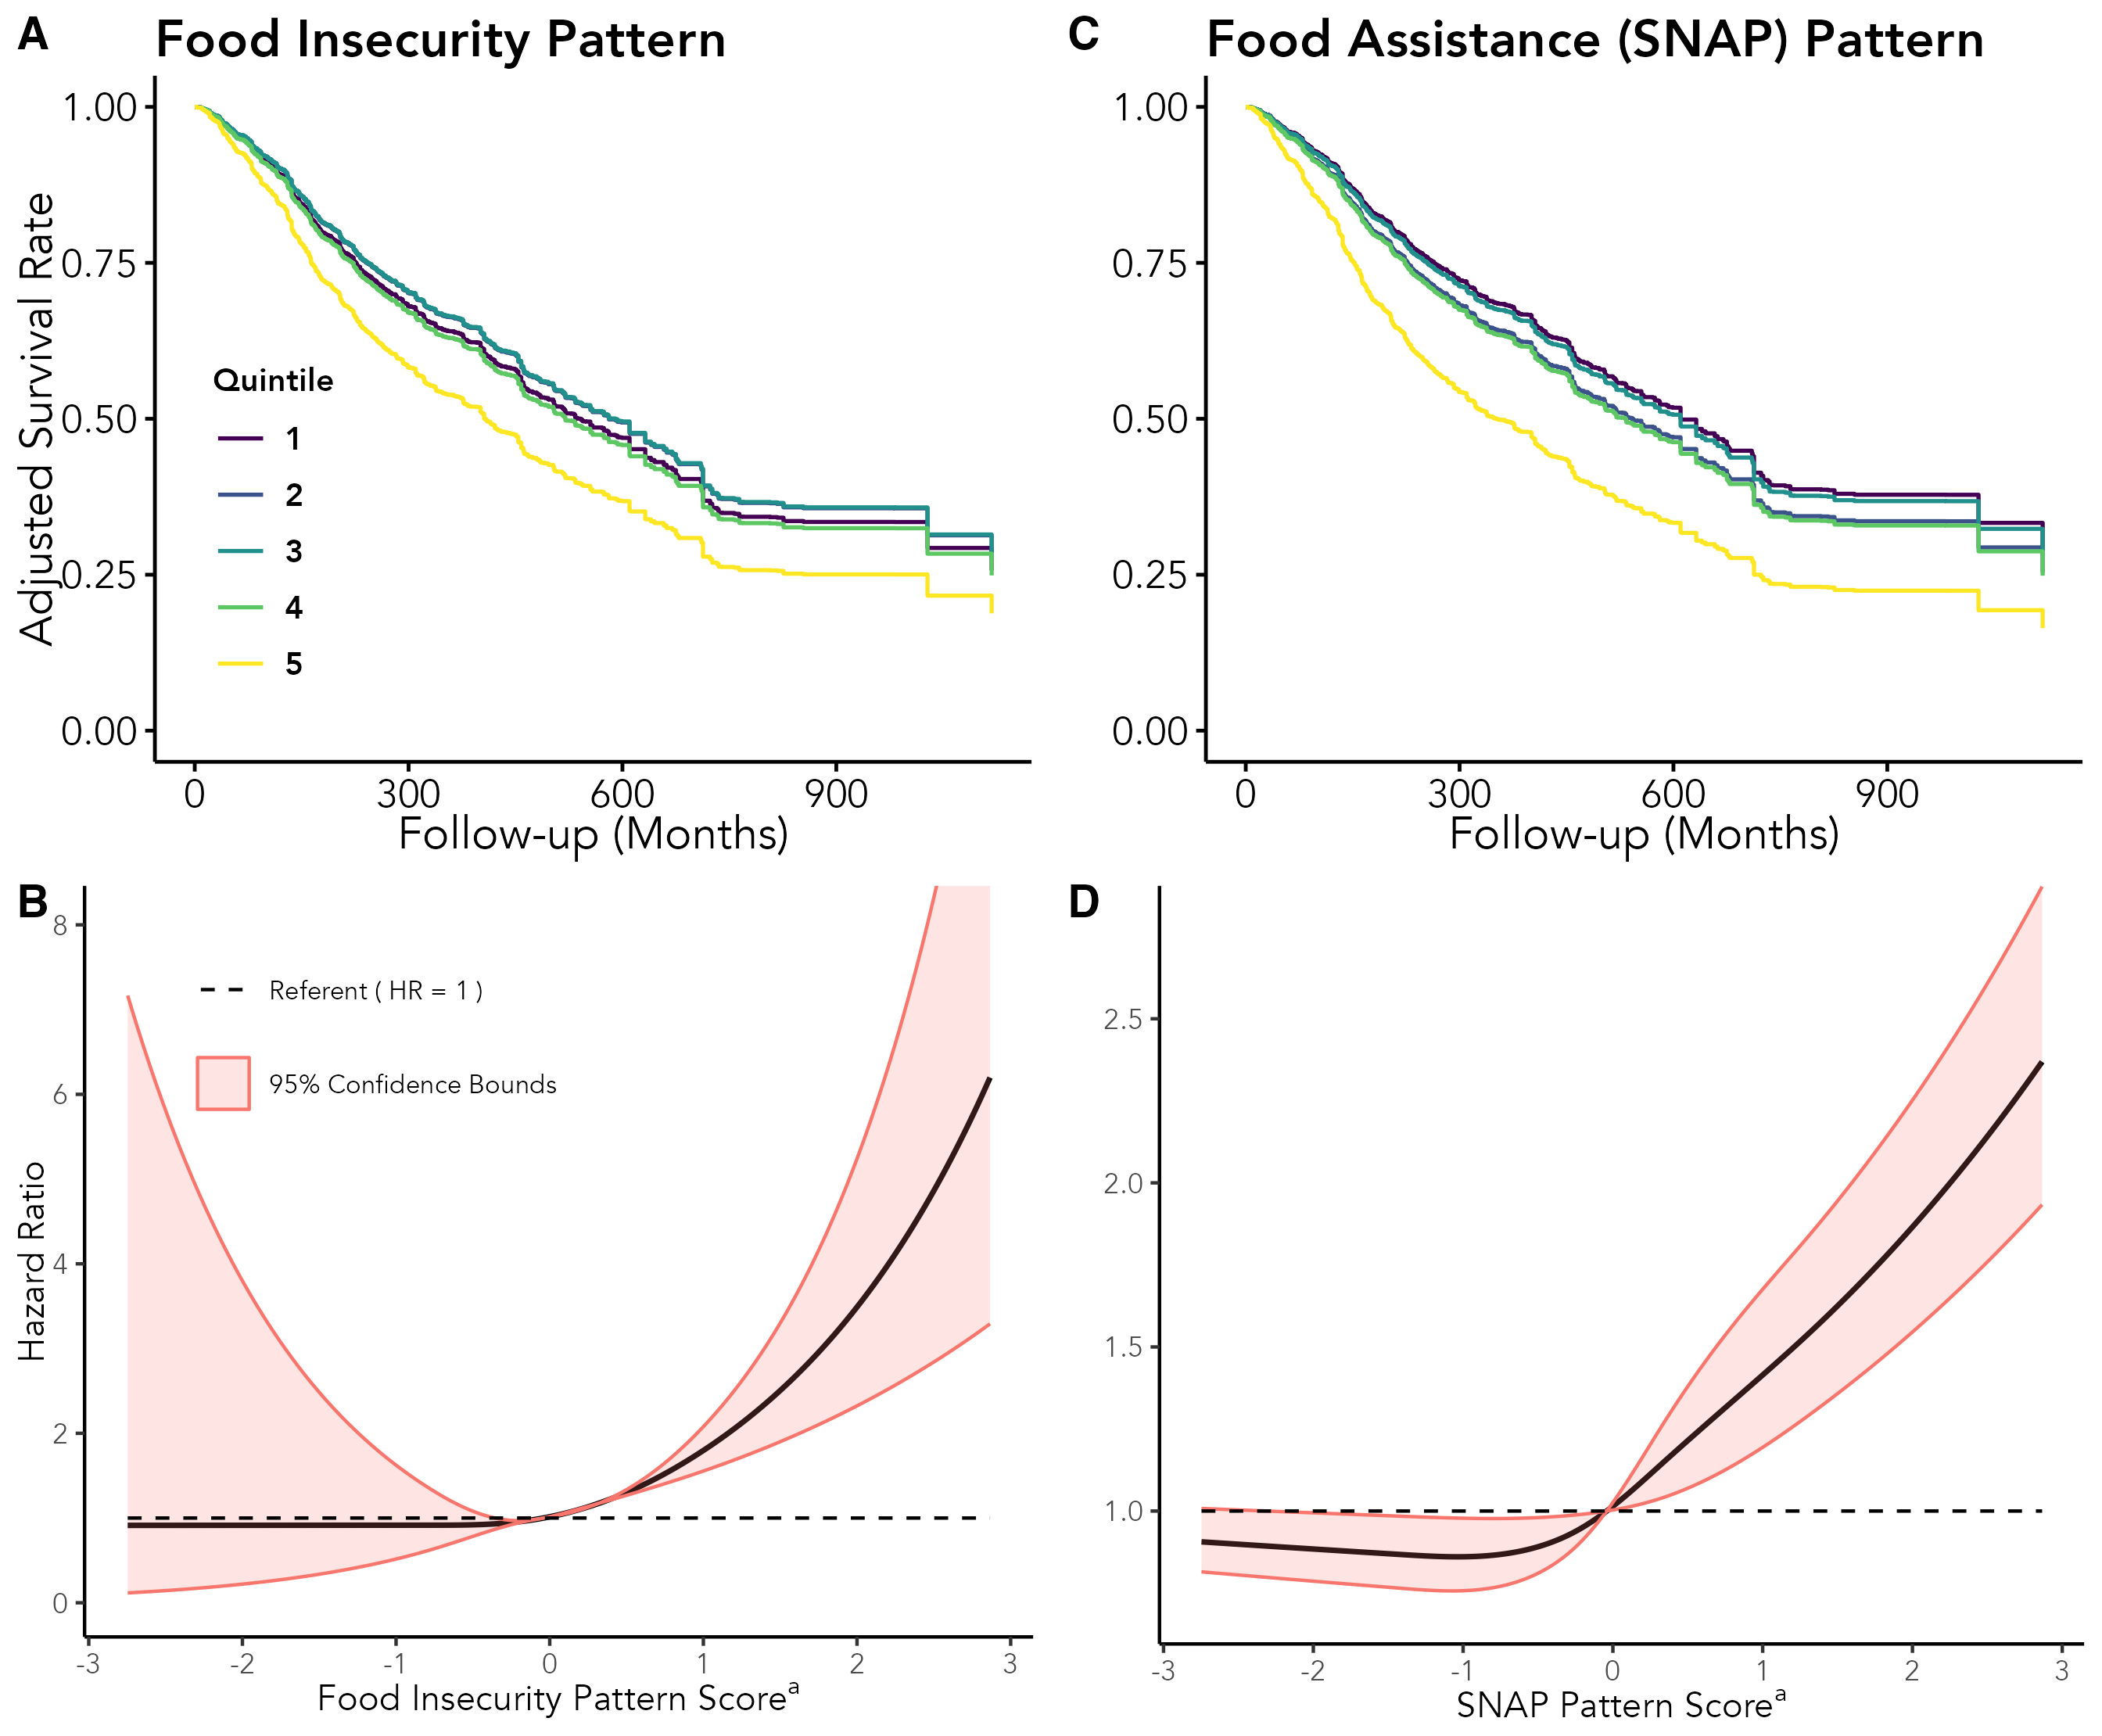 A
Food Insecurity Pattern
Adjusted Survival Rate
1.00
0.75
0.50
0.25
0.00
Quintile
1
2
3
4
5
0 300 600 900
Follow-up (Months)
C
Food Assistance (SNAP) Pattern
1.00
0.75
0.50
0.25
0.00
0 300 600 900
Follow-up (Months)
B
Hazard Ratio
8
6
4
2
0
Referent ( HR = 1 )
95% Confidence Bounds
-3 -2 -1 0 1 2 3
Food Insecurity Pattern Scoreᵃ
D
2.5
2.0
1.5
1.0
-3 -2 -1 0 1 2 3
SNAP Pattern Scoreᵃ